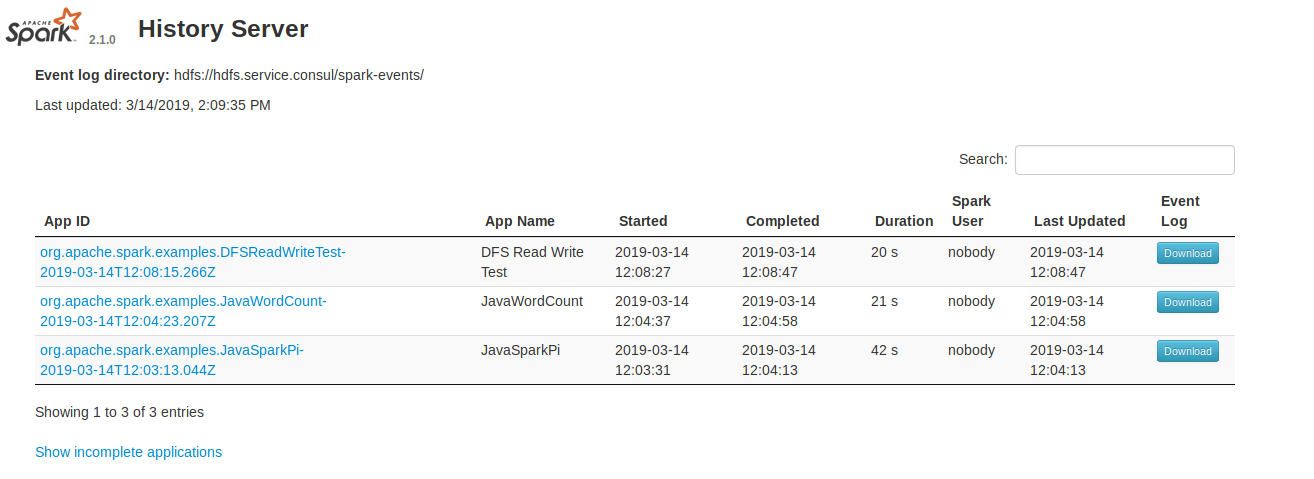 APACHE
Spark 2.1.0 History Server
Event log directory: hdfs://hdfs.service.consul/spark-events/
Last updated: 3/14/2019, 2:09:35 PM
Search:
App ID App Name Started Completed Duration Spark User Last Updated Event Log
org.apache.spark.examples.DFSReadWriteTest- DFS Read Write 2019-03-14 2019-03-14 20 s nobody 2019-03-14 Download
2019-03-14T12:08:15.266Z Test 12:08:27 12:08:47 12:08:47
org.apache.spark.examples.JavaWordCount- JavaWordCount 2019-03-14 2019-03-14 21 s nobody 2019-03-14 Download
2019-03-14T12:04:23.207Z 12:04:37 12:04:58 12:04:58
org.apache.spark.examples.JavaSparkPi- JavaSparkPi 2019-03-14 2019-03-14 42 s nobody 2019-03-14 Download
2019-03-14T12:03:13.044Z 12:03:31 12:04:13 12:04:13
Showing 1 to 3 of 3 entries
Show incomplete applications